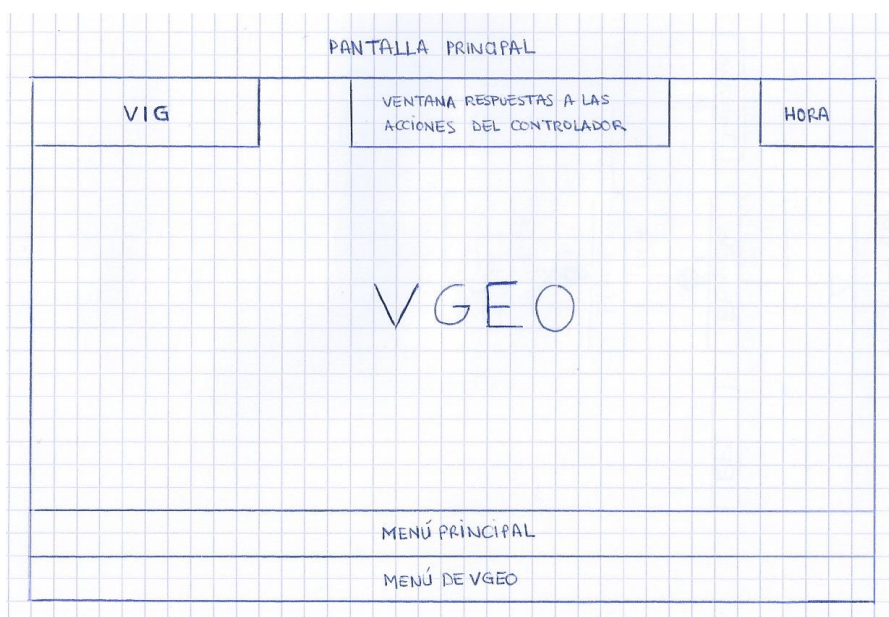 PANTALLA PRINCIPAL
VIG
VENTANA RESPUESTAS A LAS
ACCIONES DEL CONTROLADOR
HORA
VGEO
MENÚ PRINCIPAL
MENÚ DE VGEO